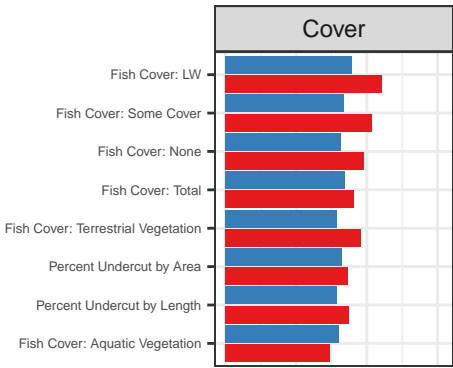 Cover
Fish Cover: LW
Fish Cover: Some Cover
Fish Cover: None
Fish Cover: Total
Fish Cover: Terrestrial Vegetation
Percent Undercut by Area
Percent Undercut by Length
Fish Cover: Aquatic Vegetation